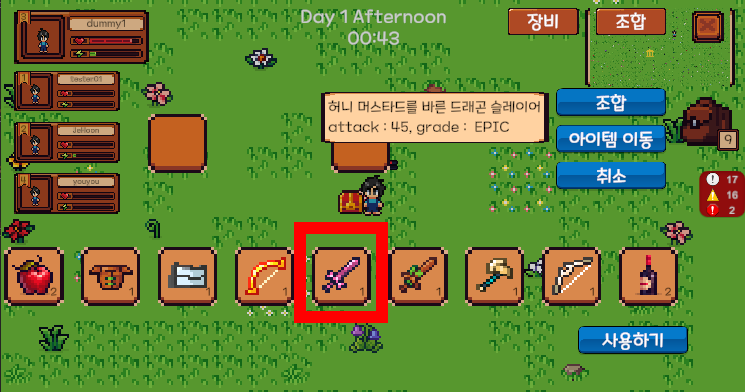 dummy1
tester01
JeHoon
youyou
Day 1 Afternoon
00:43
장비
조합
허니 머스타드를 바른 드래곤 슬레이어
attack : 45, grade : EPIC
조합
아이템 이동
취소
9
17
16
2
2
1
1
1
1
1
1
1
2
사용하기